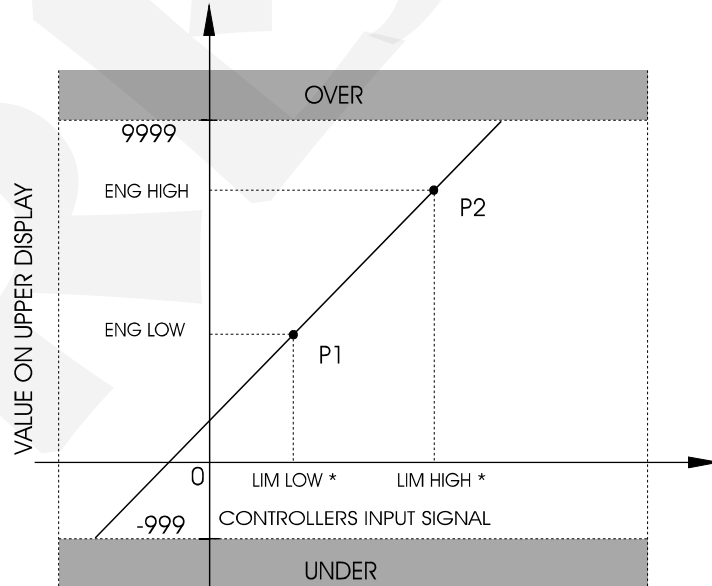 OVER
9999
ENG HIGH
P2
VALUE ON UPPER DISPLAY
ENG LOW
P1
0
LIM LOW *
LIM HIGH *
-999
CONTROLLERS INPUT SIGNAL
UNDER